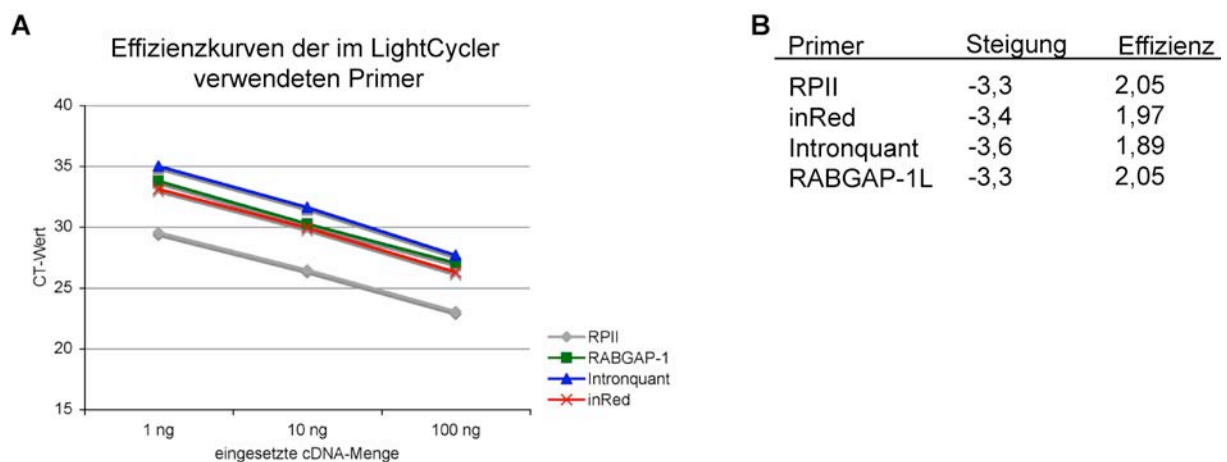 A
Effizienzkurven der im LightCycler
verwendeten Primer
CT-Wert
40
35
30
25
20
15
1 ng 10 ng 100 ng
eingesetzte cDNA-Menge
RPII
RABGAP-1
Intronquant
inRed
B
Primer Steigung Effizienz
RPII -3,3 2,05
inRed -3,4 1,97
Intronquant -3,6 1,89
RABGAP-1L -3,3 2,05